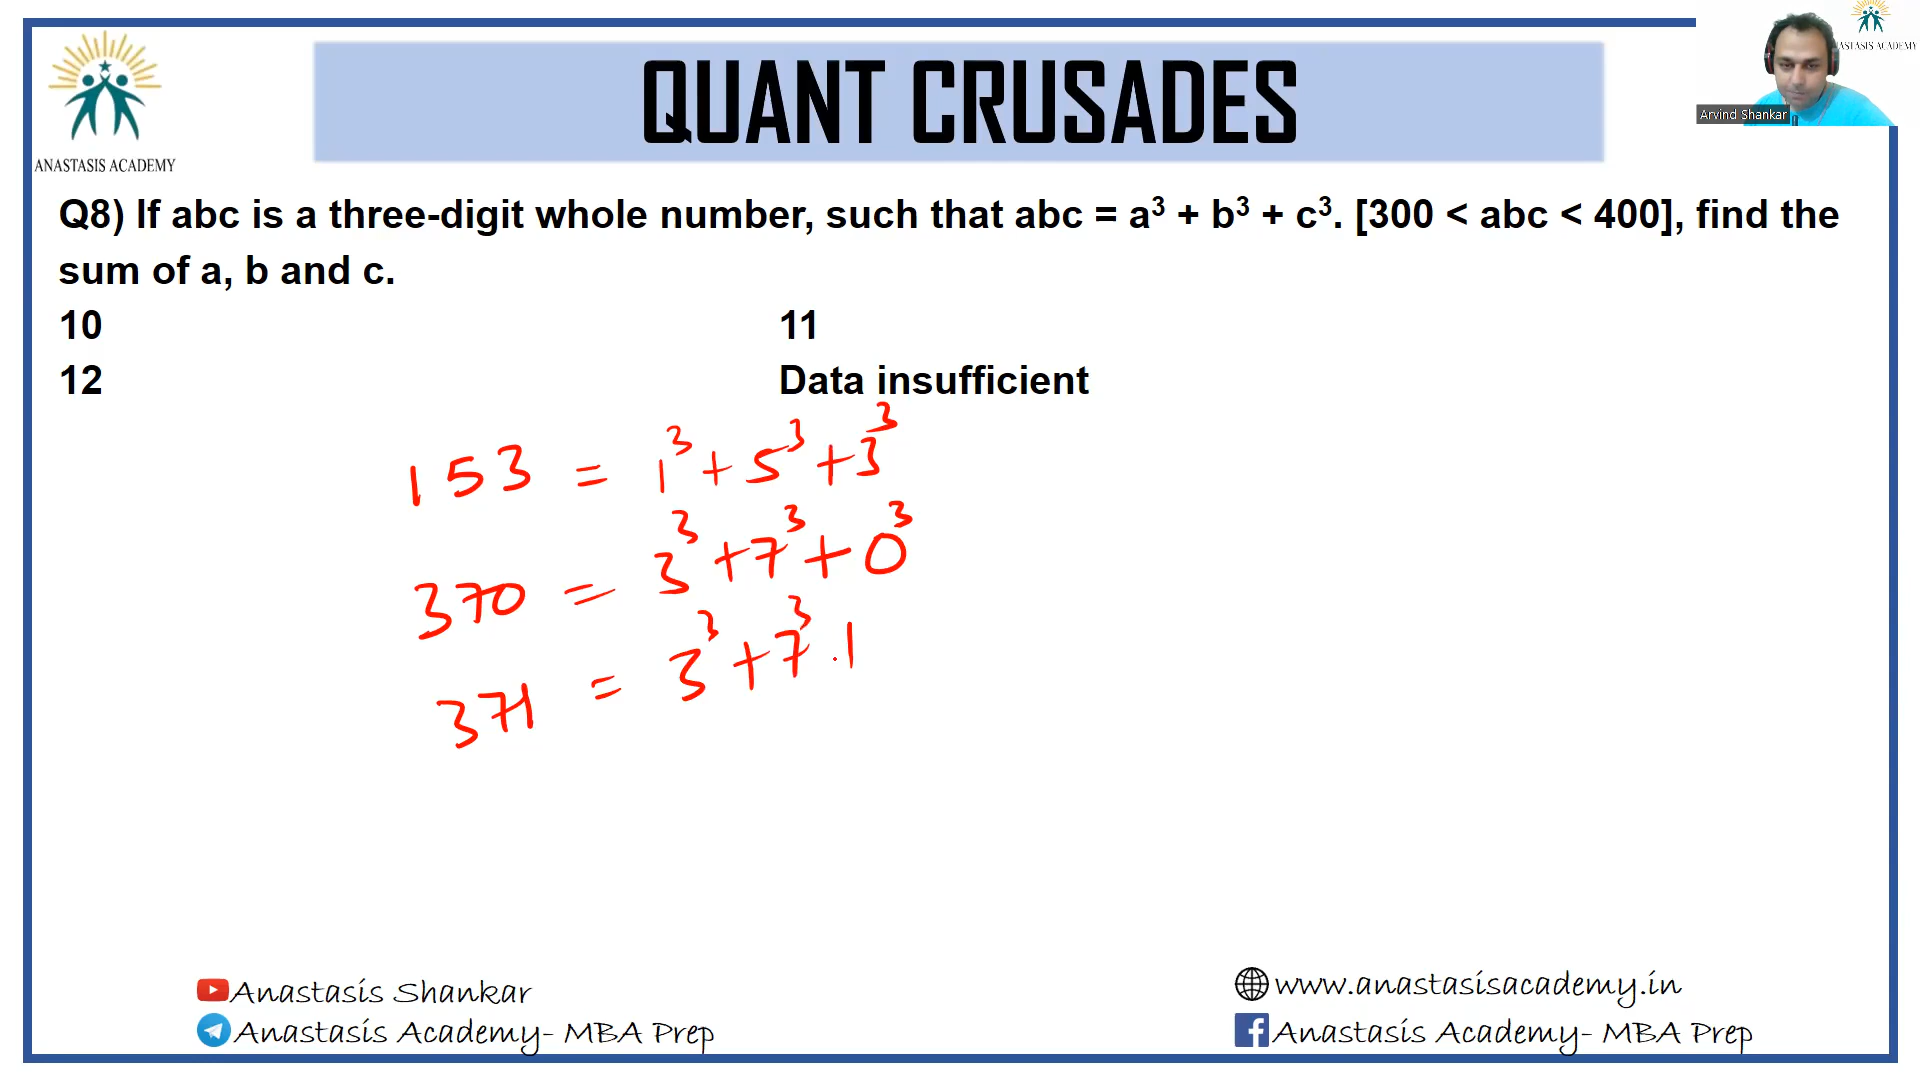 QUANT CRUSADES
ANASTASIS ACADEMY
ASTASIS ACADEMY
Arvind Shankar
Q8) If abc is a three-digit whole number, such that abc = a³ + b³ + c³. [300 < abc < 400], find the
sum of a, b and c.
10 11
12 Data insufficient
153 = 1³ + 5³ + 3³
370 = 3³ + 7³ + 0³
371 = 3³ + 7³ . 1
Anastasis Shankar
Anastasis Academy- MBA Prep
www.anastasisacademy.in
Anastasis Academy- MBA Prep